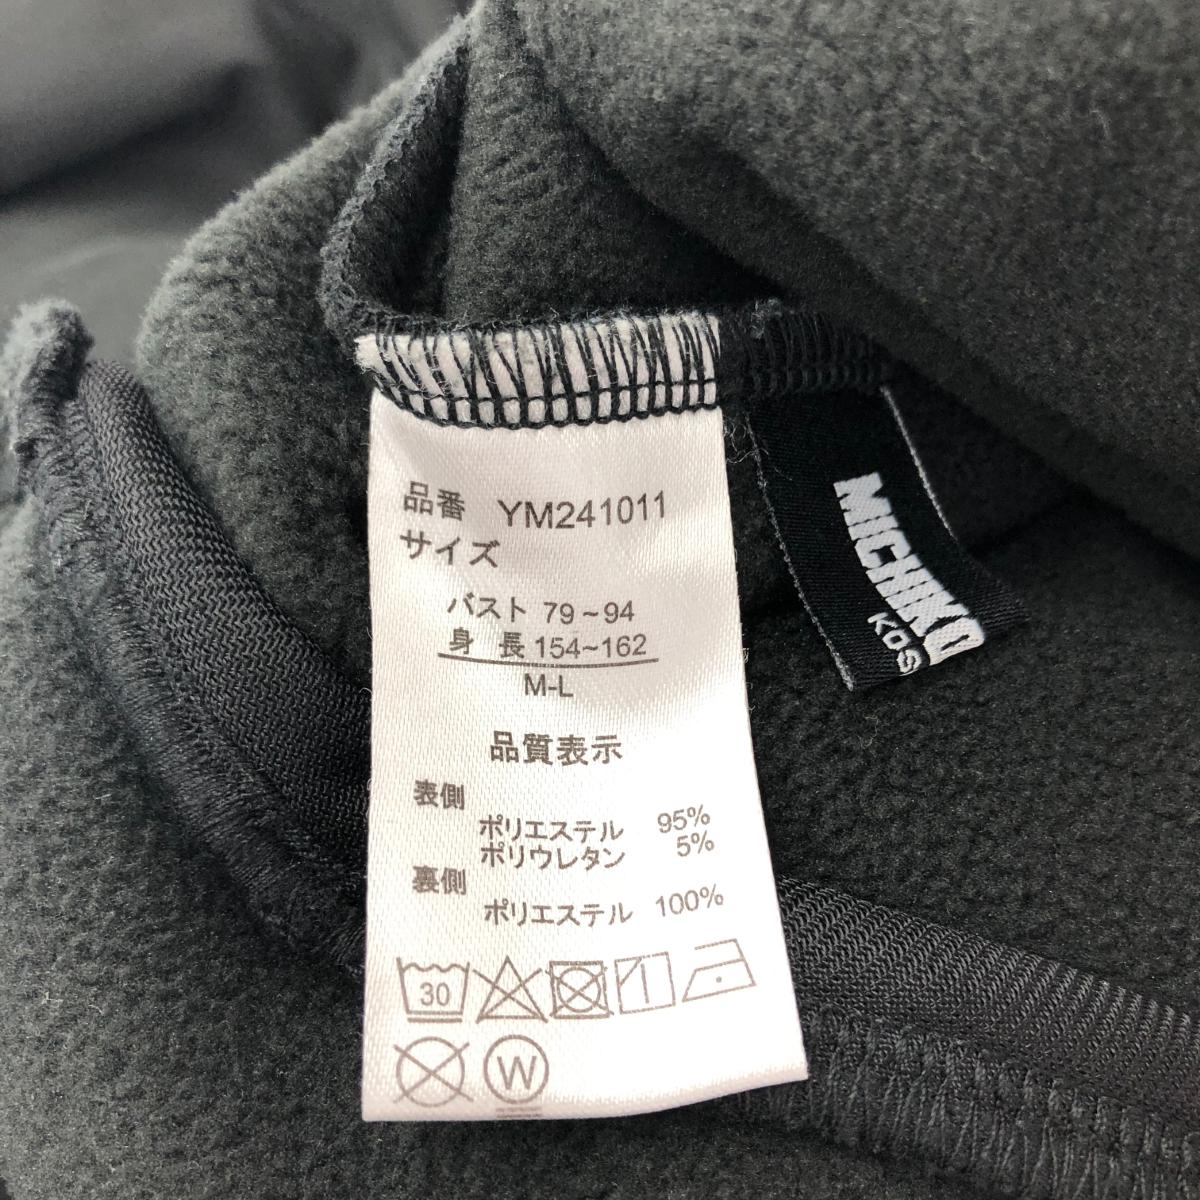 品番 YM241011
サイズ
バスト 79~94
身 長 154~162
M-L
品質表示
表側
ポリエステル 95%
ポリウレタン 5%
裏側
ポリエステル 100%
30
W
MICHIKO